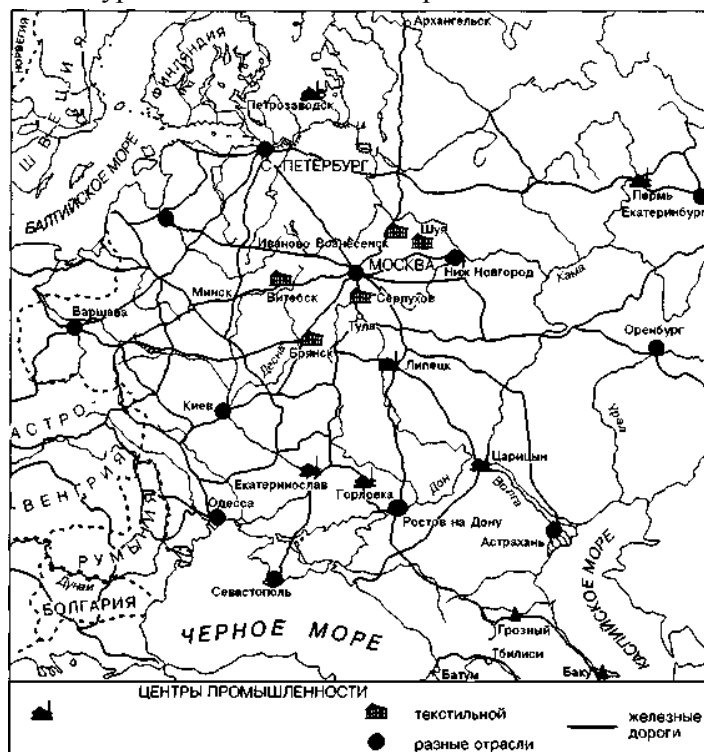 Архангельск
НОРВЕГИЯ
ШВЕЦИЯ
ФИНЛЯНДИЯ
Петрозаводск
С-ПЕТЕРБУРГ
БАЛТИЙСКОЕ МОРЕ
Пермь
Екатеринбург
Шуя
Иваново Вознесенск
МОСКВА
Ниж Новгород
Кама
Минск
Витебск
Серпухов
Варшава
Тула
Оренбург
Брянск
Десна
Липецк
Киев
Урал
АСТРО-
ВЕНГРИЯ
Царицын
Екатеринослав
Горловка
Дон
Волга
Одесса
Ростов на Дону
Астрахань
РУМЫНИЯ
Дунай
Севастополь
БОЛГАРИЯ
ЧЕРНОЕ МОРЕ
КАСПИЙСКОЕ МОРЕ
Грозный
Тбилиси
Батум
Баку
ЦЕНТРЫ ПРОМЫШЛЕННОСТИ
текстильной
железные
дороги
разные отрасли